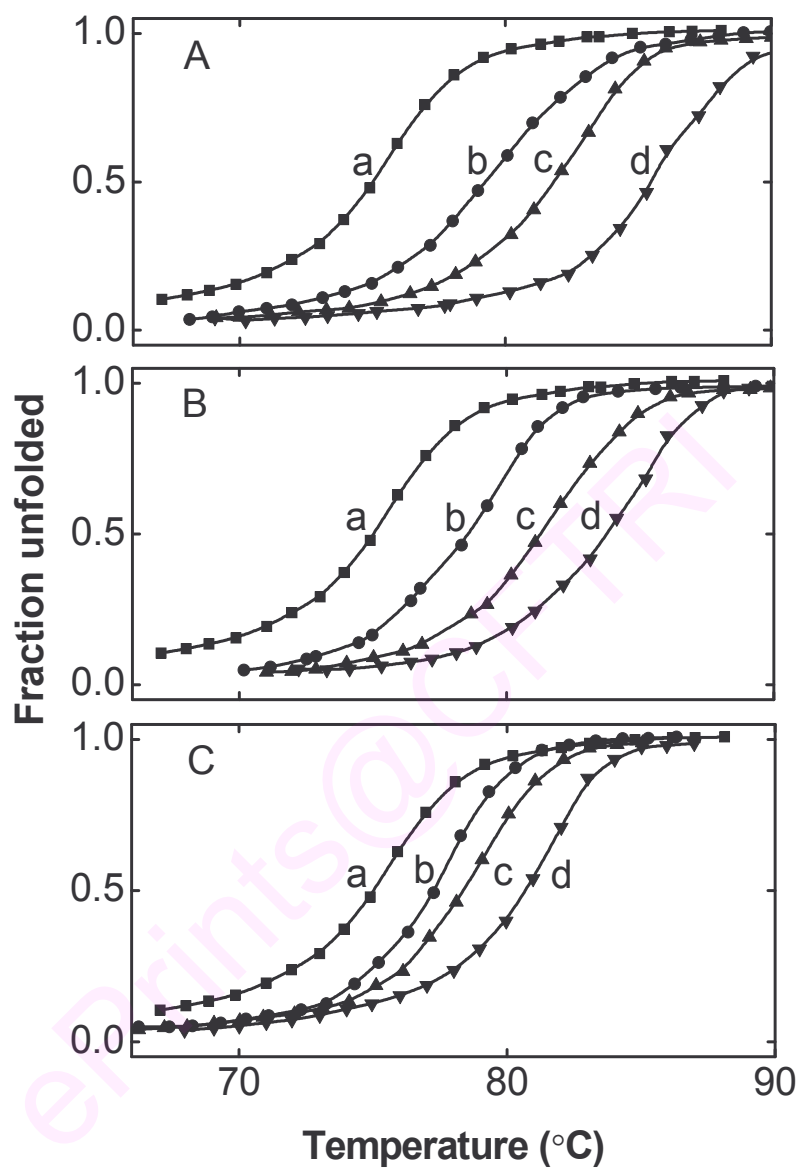 A
1.0
0.5
0.0
a
b
c
d
B
1.0
0.5
0.0
a
b
c
d
C
1.0
0.5
0.0
a
b
c
d
70
80
90
Fraction unfolded
Temperature (°C)
ePrints@CFTRI